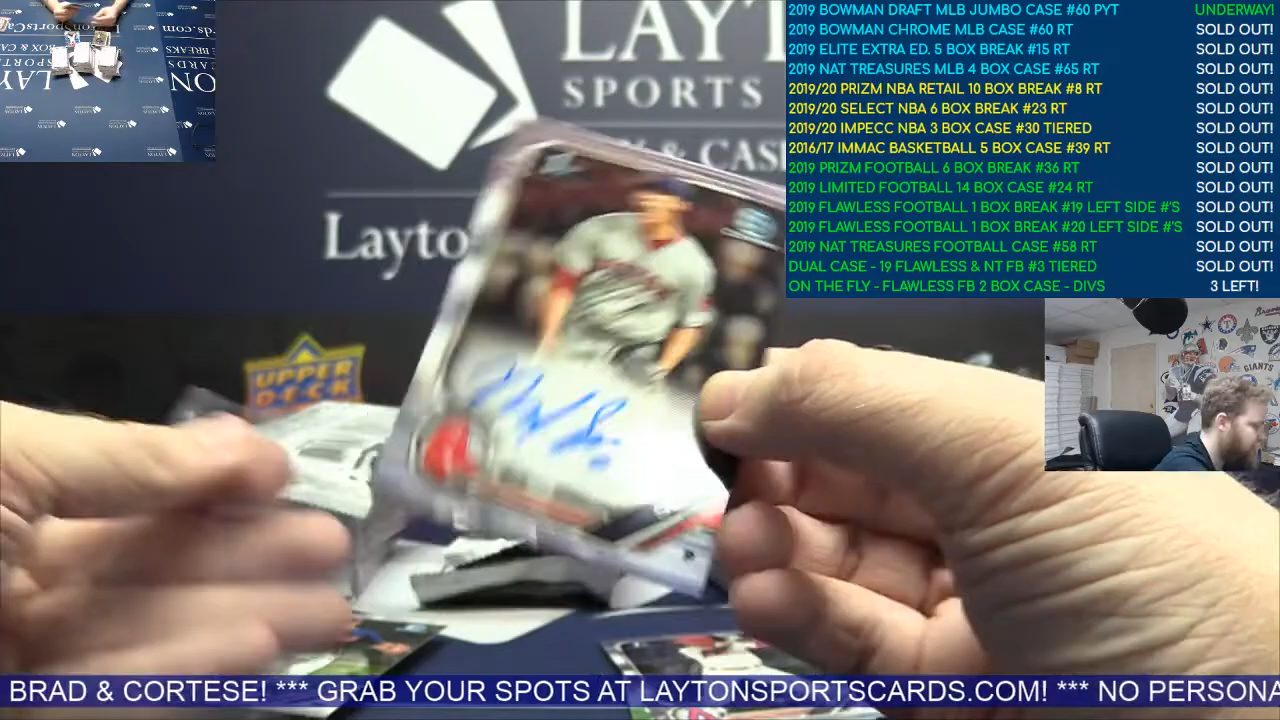 LAYT
SPORTS
& CAS
Layto
UPPER
DECK
2019 BOWMAN DRAFT MLB JUMBO CASE #60 PYT UNDERWAY!
2019 BOWMAN CHROME MLB CASE #60 RT SOLD OUT!
2019 ELITE EXTRA ED. 5 BOX BREAK #15 RT SOLD OUT!
2019 NAT TREASURES MLB 4 BOX CASE #65 RT SOLD OUT!
2019/20 PRIZM NBA RETAIL 10 BOX BREAK #8 RT SOLD OUT!
2019/20 SELECT NBA 6 BOX BREAK #23 RT SOLD OUT!
2019/20 IMPECC NBA 3 BOX CASE #30 TIERED SOLD OUT!
2016/17 IMMAC BASKETBALL 5 BOX CASE #39 RT SOLD OUT!
2019 PRIZM FOOTBALL 6 BOX BREAK #36 RT SOLD OUT!
2019 LIMITED FOOTBALL 14 BOX CASE #24 RT SOLD OUT!
2019 FLAWLESS FOOTBALL 1 BOX BREAK #19 LEFT SIDE #'S SOLD OUT!
2019 FLAWLESS FOOTBALL 1 BOX BREAK #20 LEFT SIDE #'S SOLD OUT!
2019 NAT TREASURES FOOTBALL CASE #58 RT SOLD OUT!
DUAL CASE - 19 FLAWLESS & NT FB #3 TIERED SOLD OUT!
ON THE FLY - FLAWLESS FB 2 BOX CASE - DIVS 3 LEFT!
GIANTS
BRAD & CORTESE! *** GRAB YOUR SPOTS AT LAYTONSPORTSCARDS.COM! *** NO PERSONA